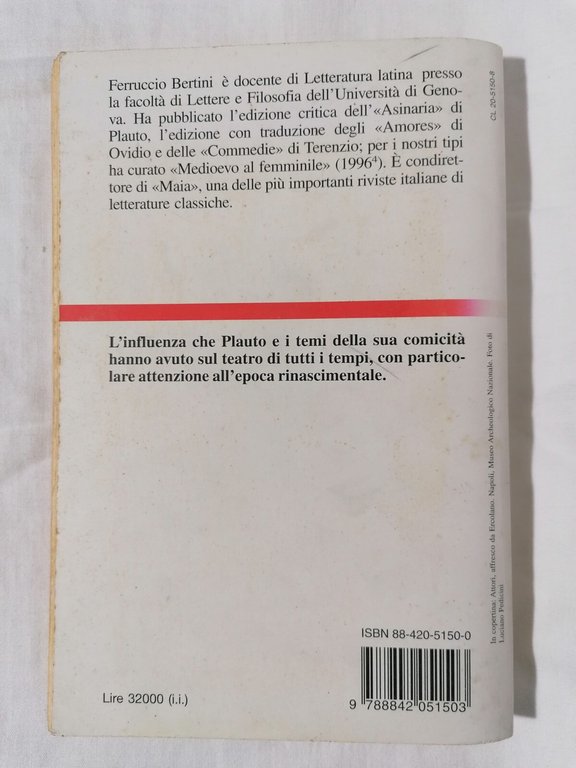 Ferruccio Bertini è docente di Letteratura latina presso
la facoltà di Lettere e Filosofia dell'Università di Geno-
va. Ha pubblicato l'edizione critica dell'«Asinaria» di
Plauto, l'edizione con traduzione degli «Amores» di
Ovidio e delle «Commedie» di Terenzio; per i nostri tipi
ha curato «Medioevo al femminile» (1996⁴). È condiret-
tore di «Maia», una delle più importanti riviste italiane di
letterature classiche.
L'influenza che Plauto e i temi della sua comicità
hanno avuto sul teatro di tutti i tempi, con partico-
lare attenzione all'epoca rinascimentale.
CL 20-5150-8
In copertina: Attori, affresco da Ercolano. Napoli, Museo Archeologico Nazionale. Foto di
Luciano Pedicini
ISBN 88-420-5150-0
9 788842 051503
Lire 32000 (i.i.)